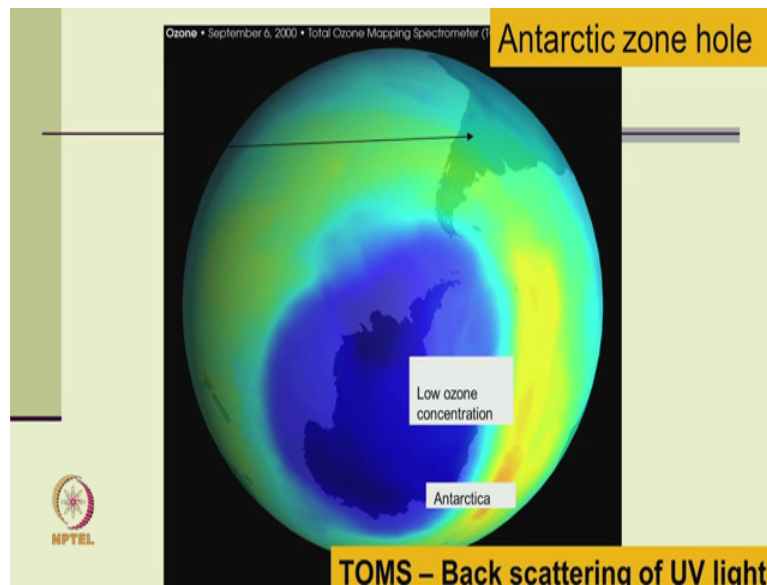 Ozone • September 6, 2000 • Total Ozone Mapping Spectrometer
Antarctic zone hole
Low ozone
concentration
Antarctica
NPTEL
TOMS – Back scattering of UV light